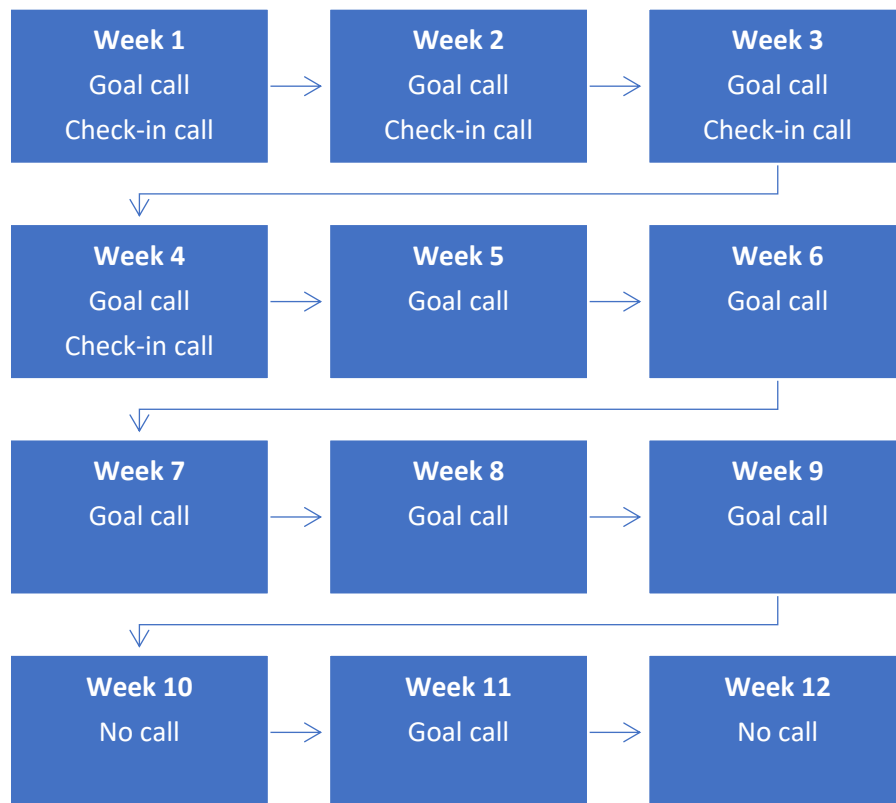 Week 1
Goal call
Check-in call
Week 2
Goal call
Check-in call
Week 3
Goal call
Check-in call
Week 4
Goal call
Check-in call
Week 5
Goal call
Week 6
Goal call
Week 7
Goal call
Week 8
Goal call
Week 9
Goal call
Week 10
No call
Week 11
Goal call
Week 12
No call